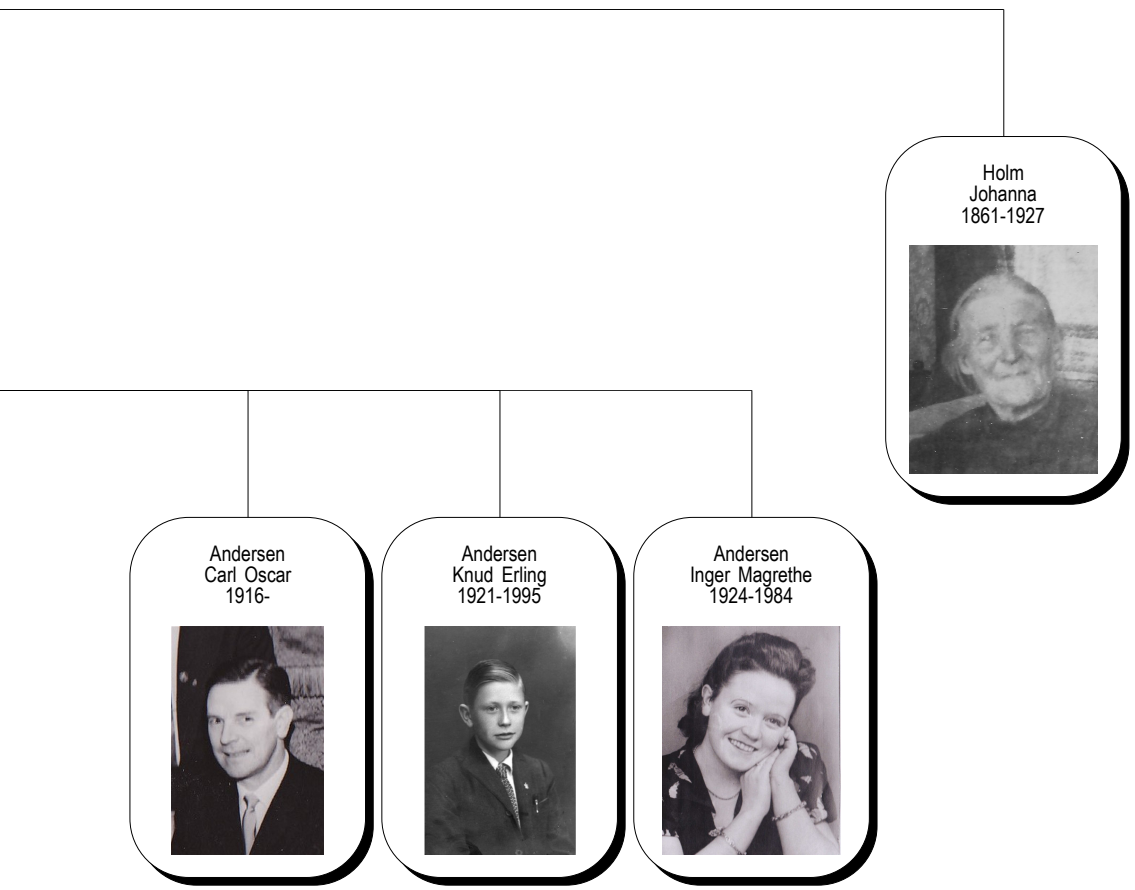 Holm
Johanna
1861-1927
Andersen
Carl Oscar
1916-
Andersen
Knud Erling
1921-1995
Andersen
Inger Magrethe
1924-1984